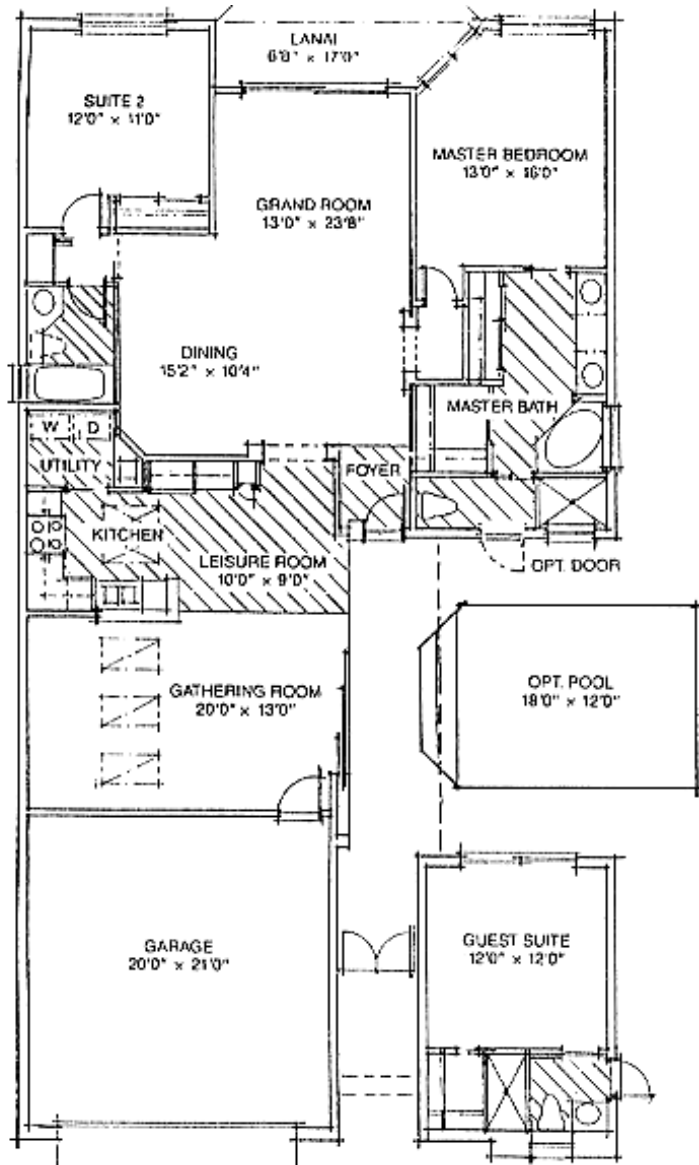 LANAI
6'8" × 17'0"
SUITE 2
12'0" × 11'0"
MASTER BEDROOM
13'0" × 16'0"
GRAND ROOM
13'0" × 23'8"
DINING
15'2" × 10'4"
MASTER BATH
W D
UTILITY
FOYER
KITCHEN
LEISURE ROOM
10'0" × 9'0"
OPT. DOOR
GATHERING ROOM
20'0" × 13'0"
OPT. POOL
18'0" × 12'0"
GARAGE
20'0" × 21'0"
GUEST SUITE
12'0" × 12'0"